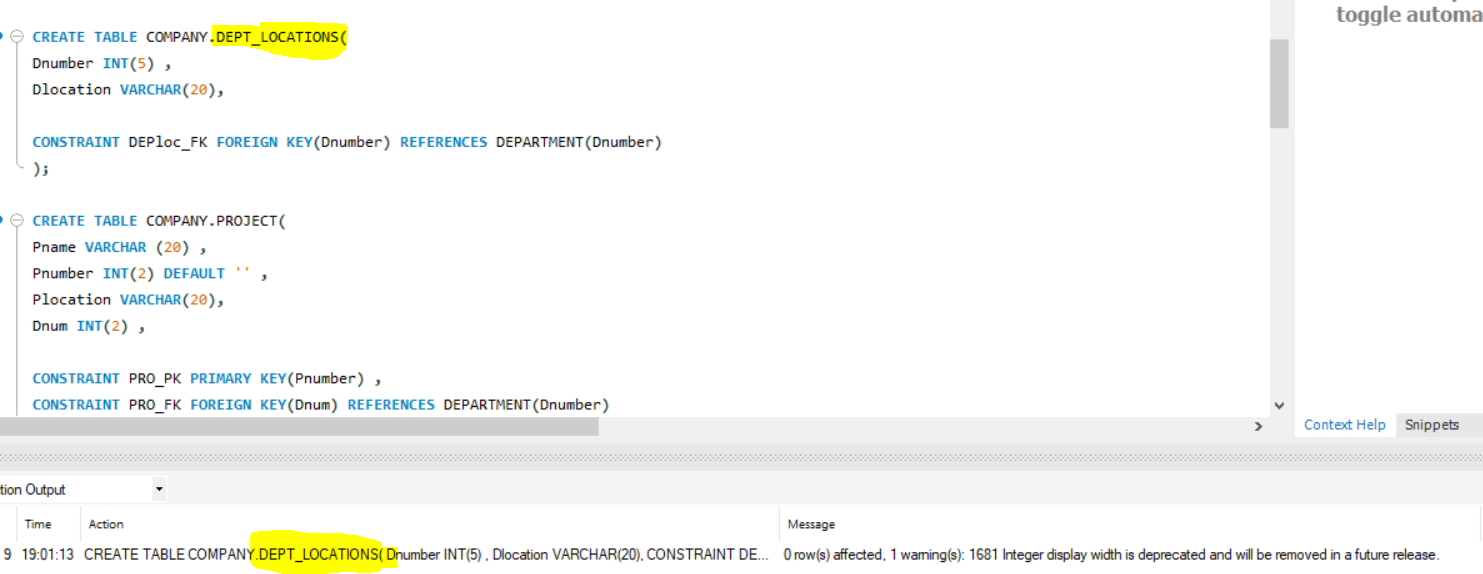 toggle automa
CREATE TABLE COMPANY.DEPT_LOCATIONS(
Dnumber INT(5) ,
Dlocation VARCHAR(20),
CONSTRAINT DEPloc_FK FOREIGN KEY(Dnumber) REFERENCES DEPARTMENT(Dnumber)
);
CREATE TABLE COMPANY.PROJECT(
Pname VARCHAR (20) ,
Pnumber INT(2) DEFAULT '' ,
Plocation VARCHAR(20),
Dnum INT(2) ,
CONSTRAINT PRO_PK PRIMARY KEY(Pnumber) ,
CONSTRAINT PRO_FK FOREIGN KEY(Dnum) REFERENCES DEPARTMENT(Dnumber)
Context Help Snippets
tion Output
Time Action Message
9 19:01:13 CREATE TABLE COMPANY.DEPT_LOCATIONS( Dnumber INT(5) , Dlocation VARCHAR(20), CONSTRAINT DE... 0 row(s) affected, 1 warning(s): 1681 Integer display width is deprecated and will be removed in a future release.